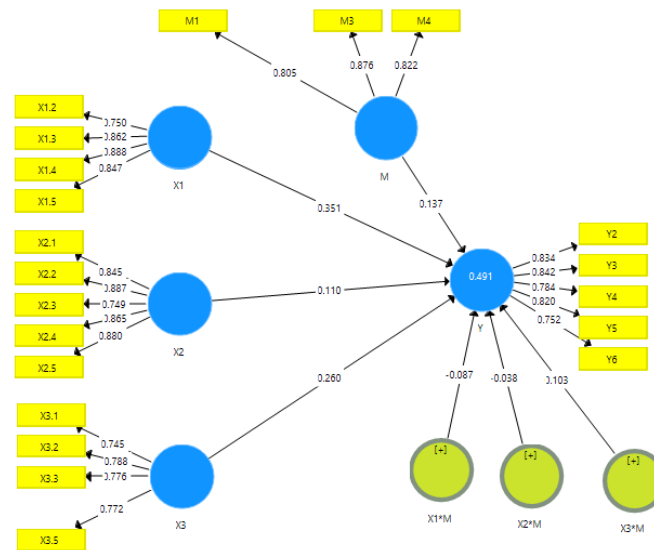 M1
M3
M4
0.805
0.876
0.822
M
X1.2
X1.3
X1.4
X1.5
0.750
0.862
0.888
0.847
X1
0.351
0.137
X2.1
X2.2
X2.3
X2.4
X2.5
0.845
0.887
0.749
0.865
0.880
X2
0.110
0.491
Y
0.834
0.842
0.784
0.820
0.752
Y2
Y3
Y4
Y5
Y6
X3.1
X3.2
X3.3
X3.5
0.745
0.788
0.776
0.772
X3
0.260
-0.087
-0.038
0.103
[+]
[+]
[+]
X1*M
X2*M
X3*M